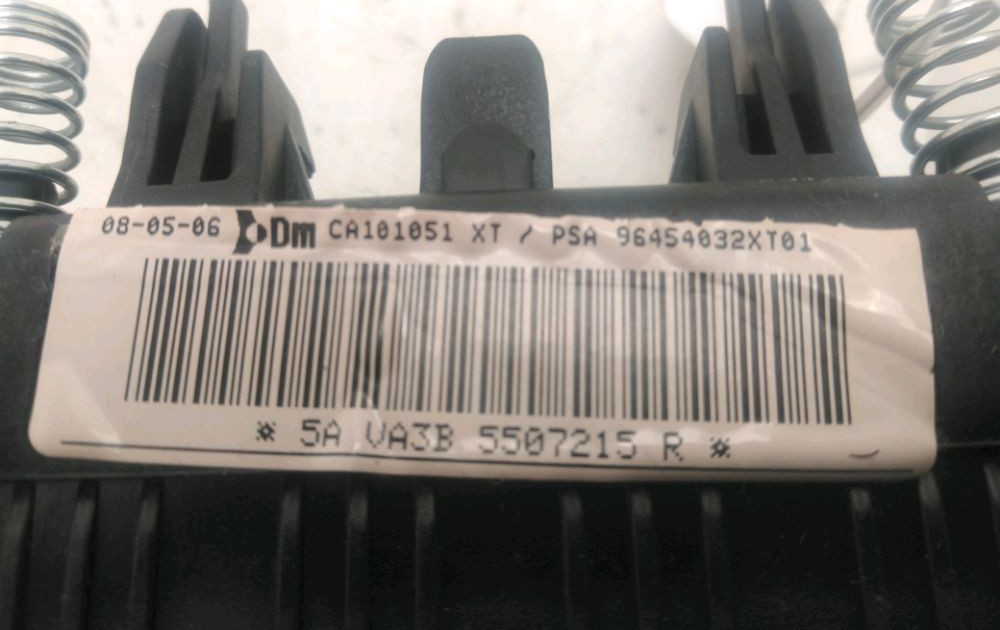 08-05-06 Dm CA101051 XT / PSA 96454032XT01
* 5A VA3B 5507215 R *